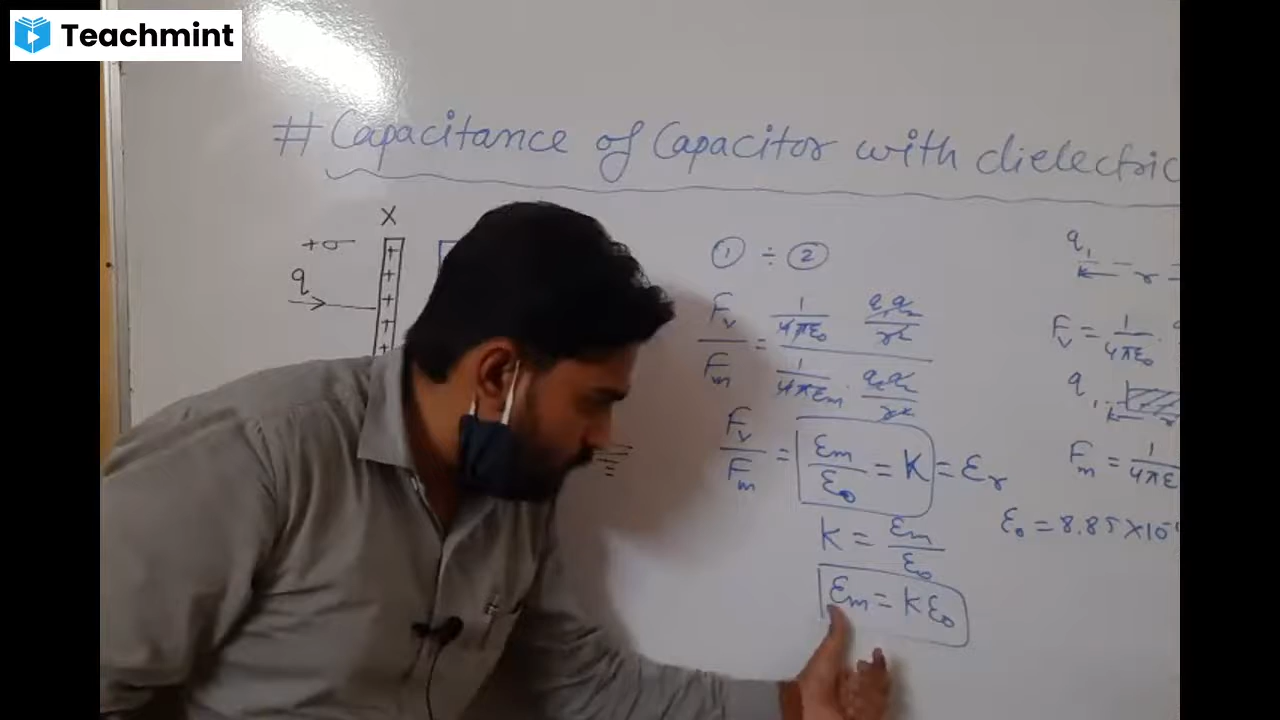 Teachmint
# Capacitance of Capacitor with dielectric
X
+σ
q
+
+
+
+
① ÷ ②
Fv/Fm = (1/4πε₀ q₁q₂/r²) / (1/4πεm . q₁q₂/r²)
Fv/Fm = εm/ε₀ = K = εr
K = εm/ε₀
εm = Kε₀
q₁
r
Fv = 1/4πε₀ .
q₁
Fm = 1/4πε
ε₀ = 8.85 × 10